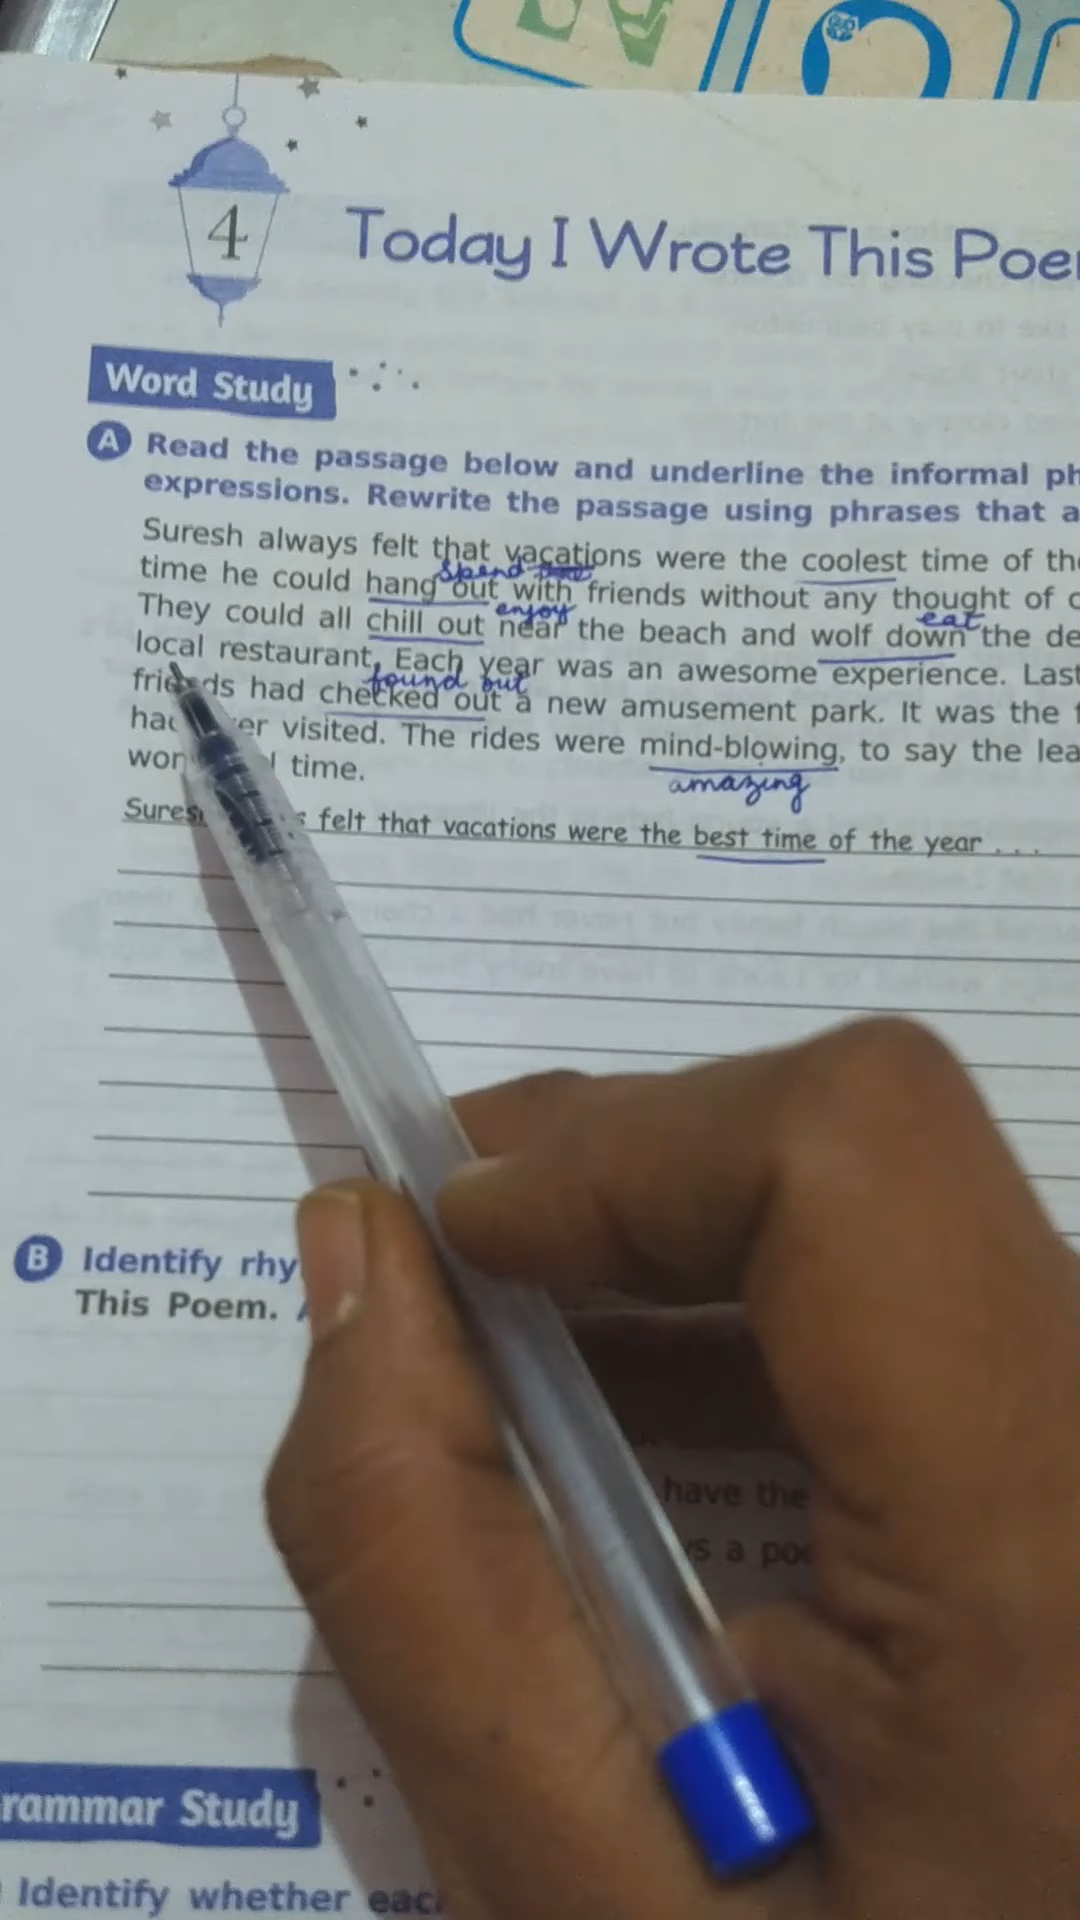 4
Today I Wrote This Poe
Word Study
A Read the passage below and underline the informal ph
expressions. Rewrite the passage using phrases that a
Suresh always felt that vacations were the coolest time of the
spend
time he could hang out with friends without any thought of
enjoy eat
They could all chill out near the beach and wolf down the de
local restaurant. Each year was an awesome experience. Last
found out
friends had checked out a new amusement park. It was the
ha er visited. The rides were mind-blowing, to say the lea
amazing
won l time.
Sures s felt that vacations were the best time of the year . . .
B Identify rhy
This Poem.
have the
s a poe
rammar Study
Identify whether eac